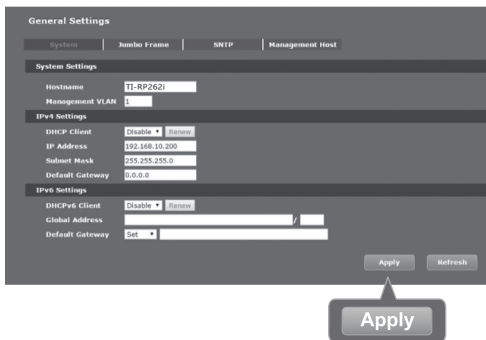 General Settings
System Jumbo Frame SNTP Management Host
System Settings
Hostname TI-RP262i
Management VLAN 1
IPv4 Settings
DHCP Client Disable Renew
IP Address 192.168.10.200
Subnet Mask 255.255.255.0
Default Gateway 0.0.0.0
IPv6 Settings
DHCPv6 Client Disable Renew
Global Address /
Default Gateway Set
Apply Refresh
Apply